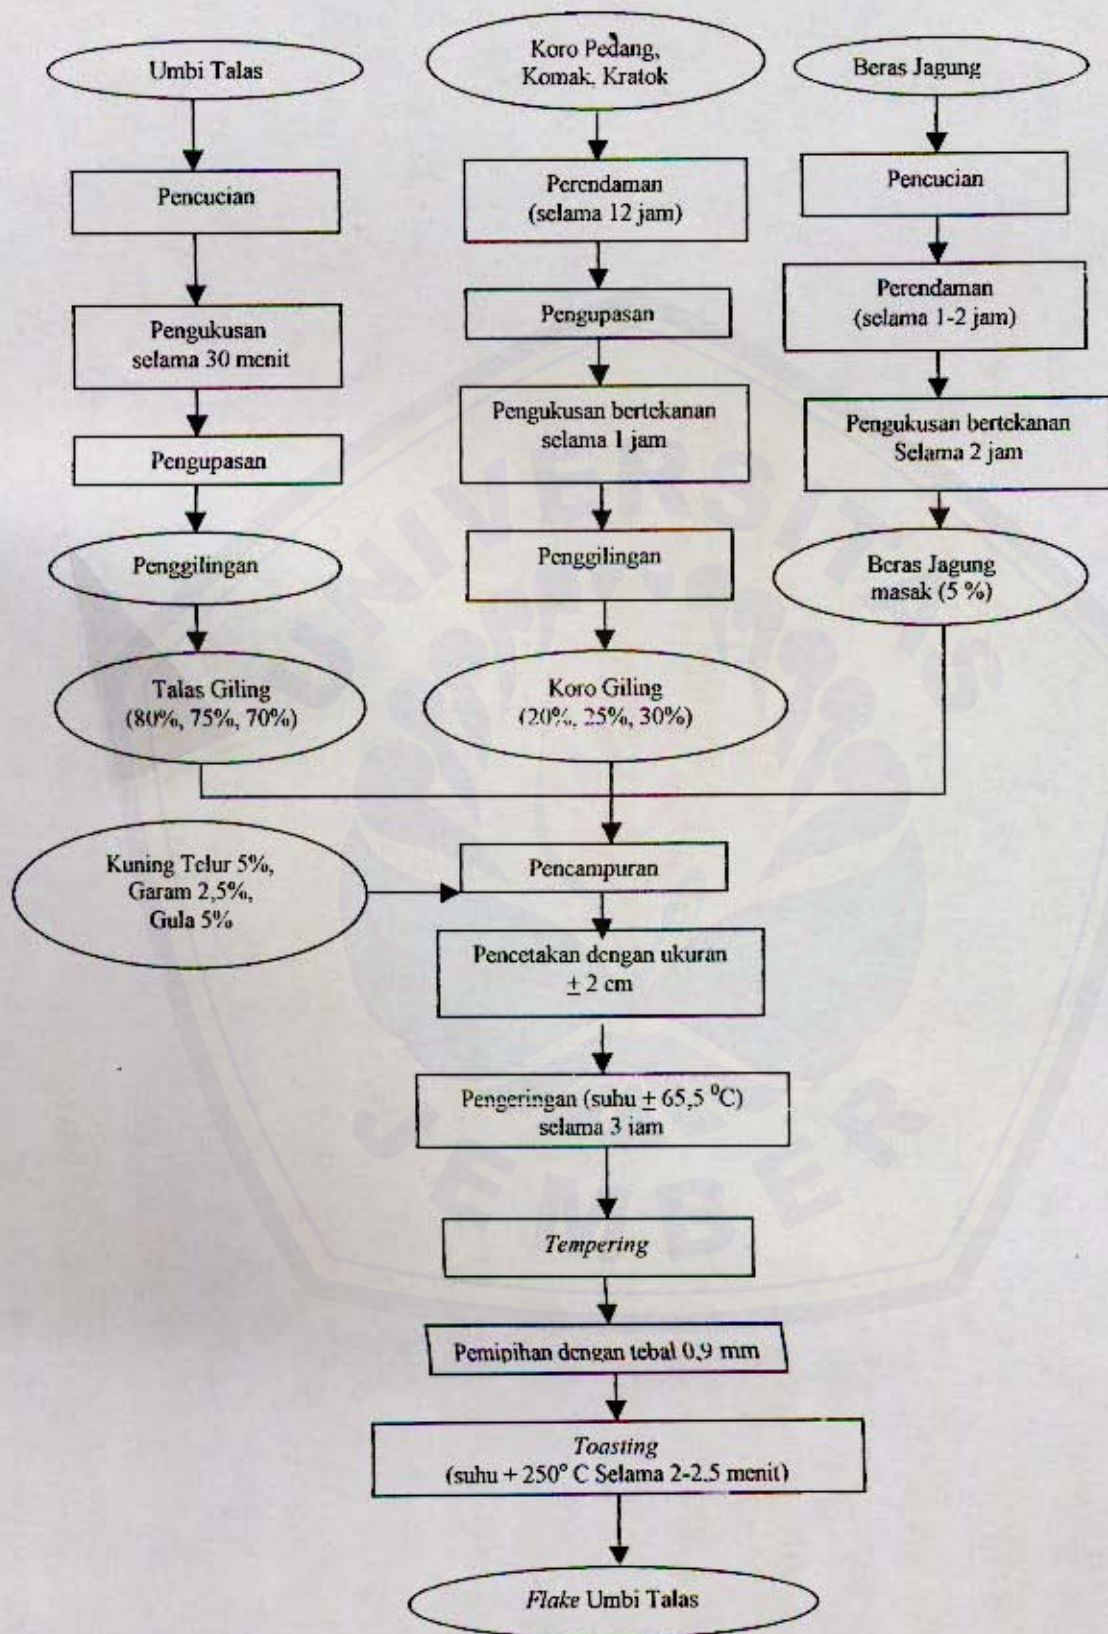 Umbi Talas
Pencucian
Pengukusan
selama 30 menit
Pengupasan
Penggilingan
Talas Giling
(80%, 75%, 70%)
Koro Pedang,
Komak, Kratok
Perendaman
(selama 12 jam)
Pengupasan
Pengukusan bertekanan
selama 1 jam
Penggilingan
Koro Giling
(20%, 25%, 30%)
Beras Jagung
Pencucian
Perendaman
(selama 1-2 jam)
Pengukusan bertekanan
Selama 2 jam
Beras Jagung
masak (5 %)
Kuning Telur 5%,
Garam 2,5%,
Gula 5%
Pencampuran
Pencetakan dengan ukuran
± 2 cm
Pengeringan (suhu ± 65,5 ⁰C)
selama 3 jam
Tempering
Pemipihan dengan tebal 0,9 mm
Toasting
(suhu + 250° C Selama 2-2.5 menit)
Flake Umbi Talas
UNIVERSITAS
JEMBER